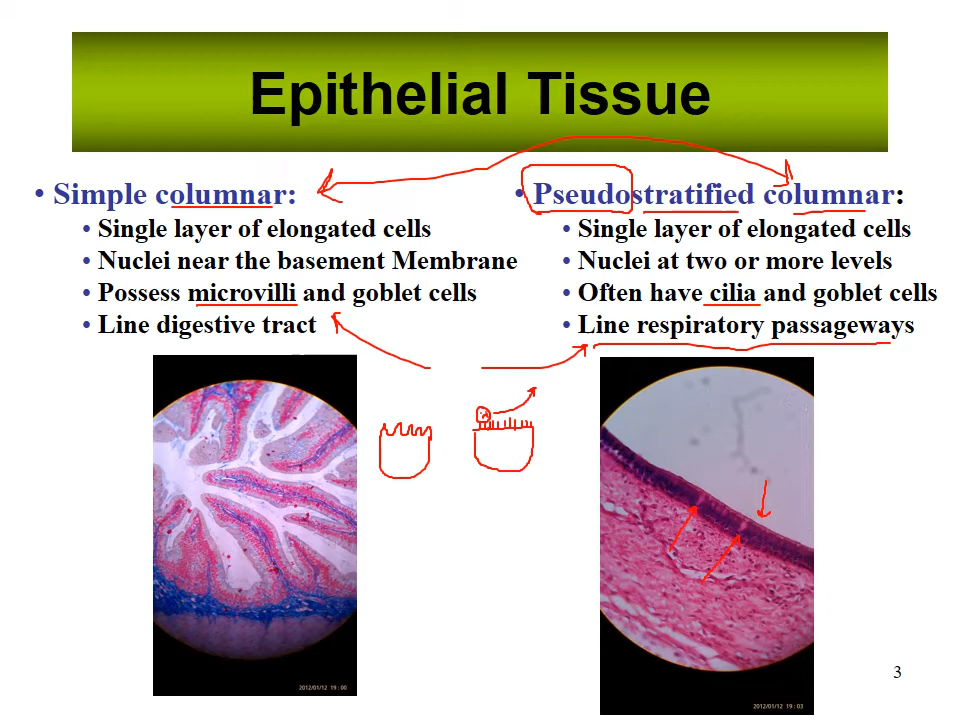 Epithelial Tissue
• Simple columnar:
• Single layer of elongated cells
• Nuclei near the basement Membrane
• Possess microvilli and goblet cells
• Line digestive tract
• Pseudostratified columnar:
• Single layer of elongated cells
• Nuclei at two or more levels
• Often have cilia and goblet cells
• Line respiratory passageways
2012/01/12 19:00
2012/01/12 19:03
3